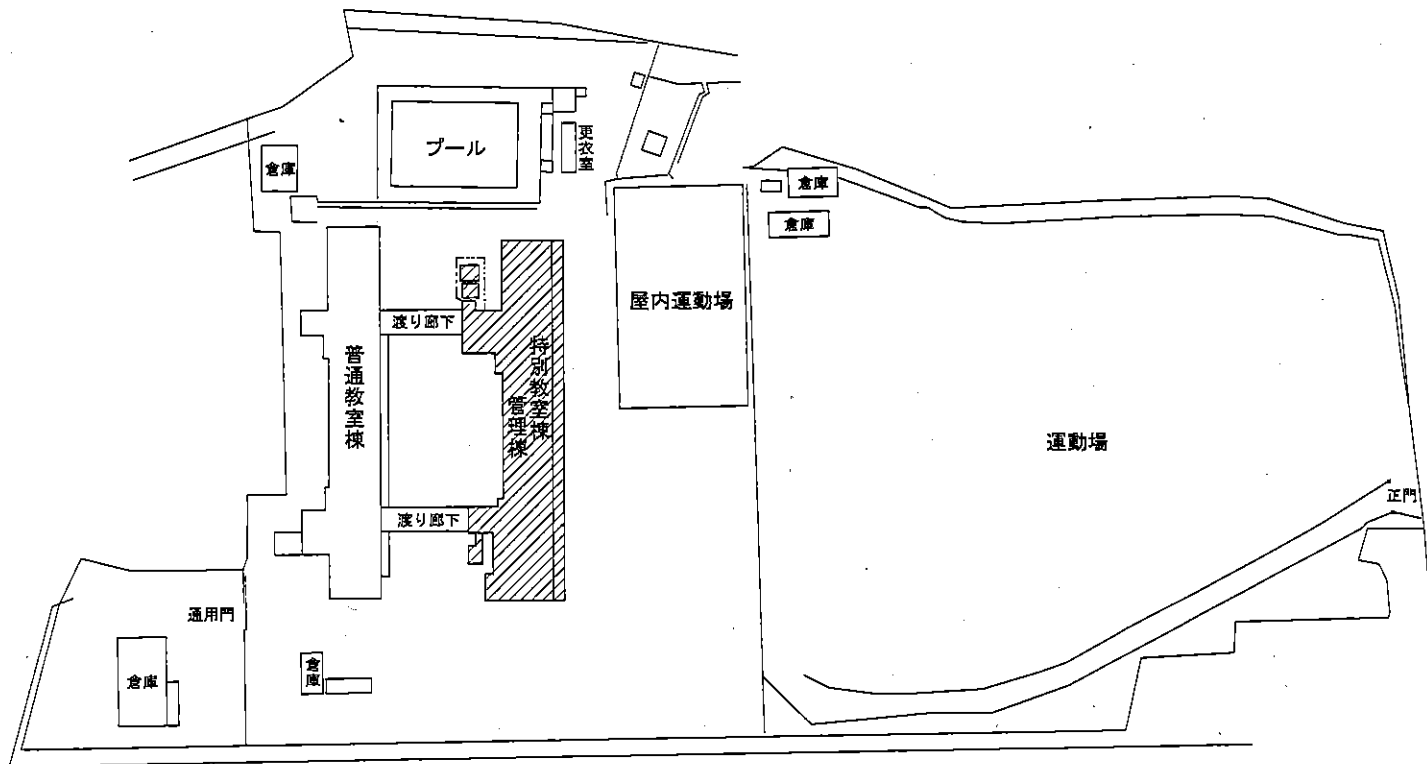 プール
更衣室
倉庫
倉庫
倉庫
屋内運動場
渡り廊下
普通教室棟
特別教室棟
管理棟
運動場
正門
渡り廊下
通用門
倉庫
倉庫